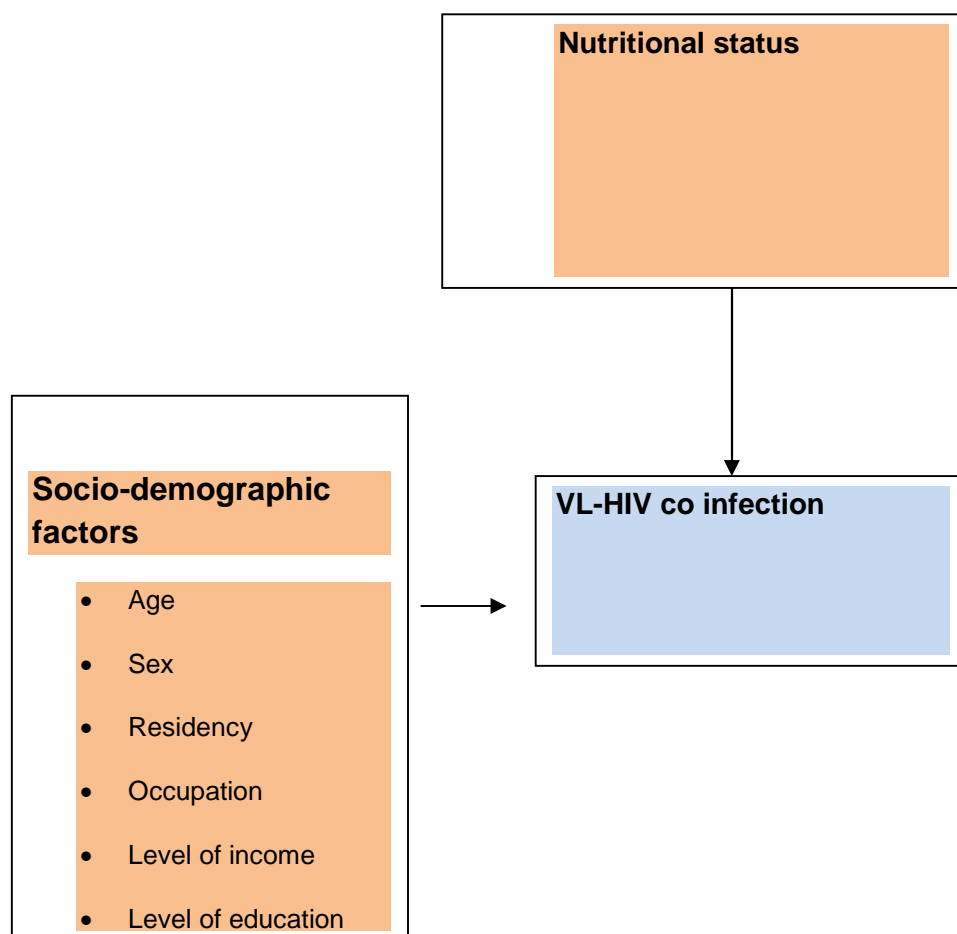 Nutritional status
Socio-demographic
factors
• Age
• Sex
• Residency
• Occupation
• Level of income
• Level of education
VL-HIV co infection